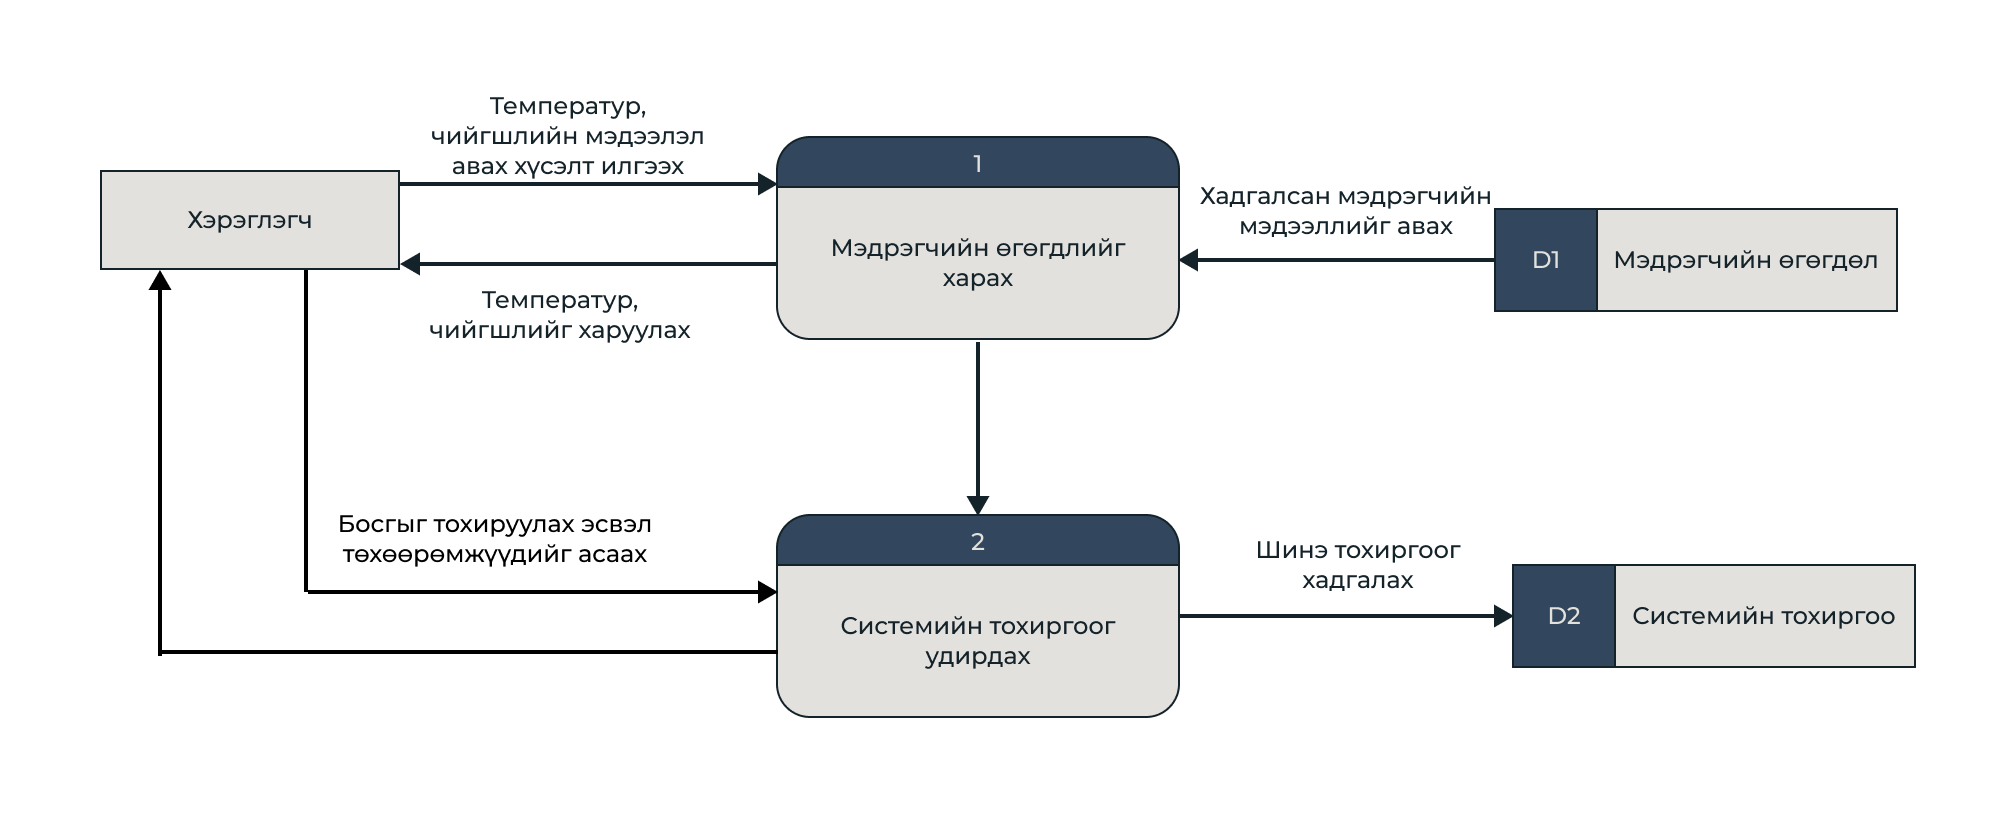 Температур,
чийгшлийн мэдээлэл
авах хүсэлт илгээх
1
Хэрэглэгч
Мэдрэгчийн өгөгдлийг
харах
Хадгалсан мэдрэгчийн
мэдээллийг авах
D1
Мэдрэгчийн өгөгдөл
Температур,
чийгшлийг харуулах
Босгыг тохируулах эсвэл
төхөөрөмжүүдийг асаах
2
Системийн тохиргоог
удирдах
Шинэ тохиргоог
хадгалах
D2
Системийн тохиргоо